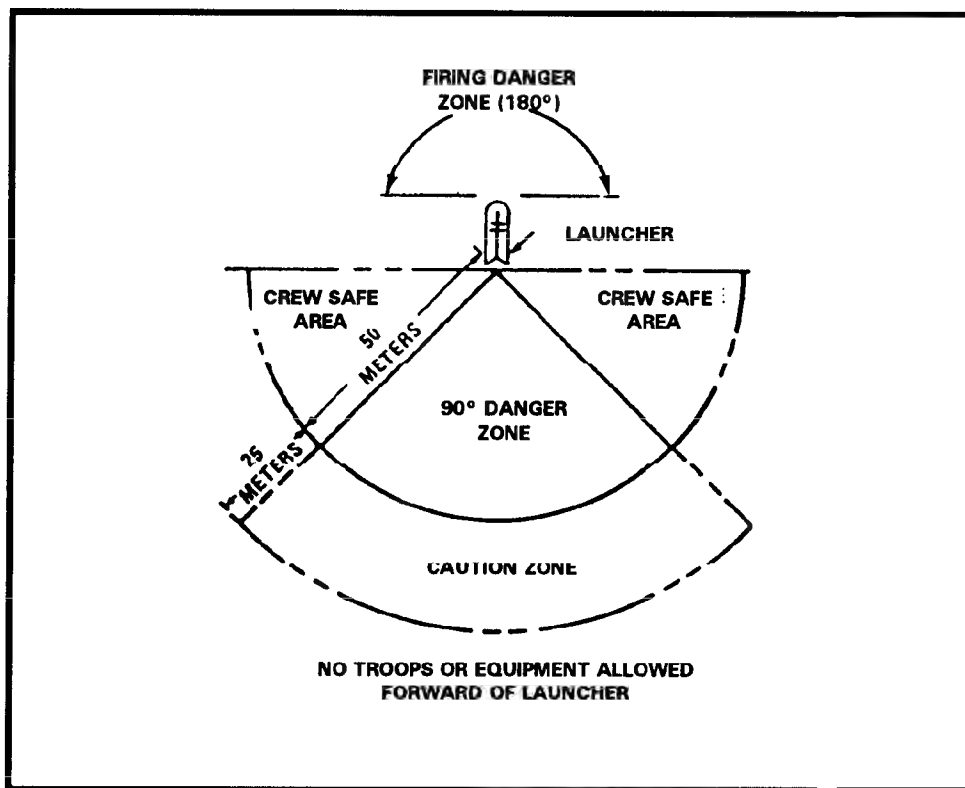 FIRING DANGER
ZONE (180°)
LAUNCHER
CREW SAFE
AREA
CREW SAFE
AREA
50
METERS
90° DANGER
ZONE
25
METERS
CAUTION ZONE
NO TROOPS OR EQUIPMENT ALLOWED
FORWARD OF LAUNCHER